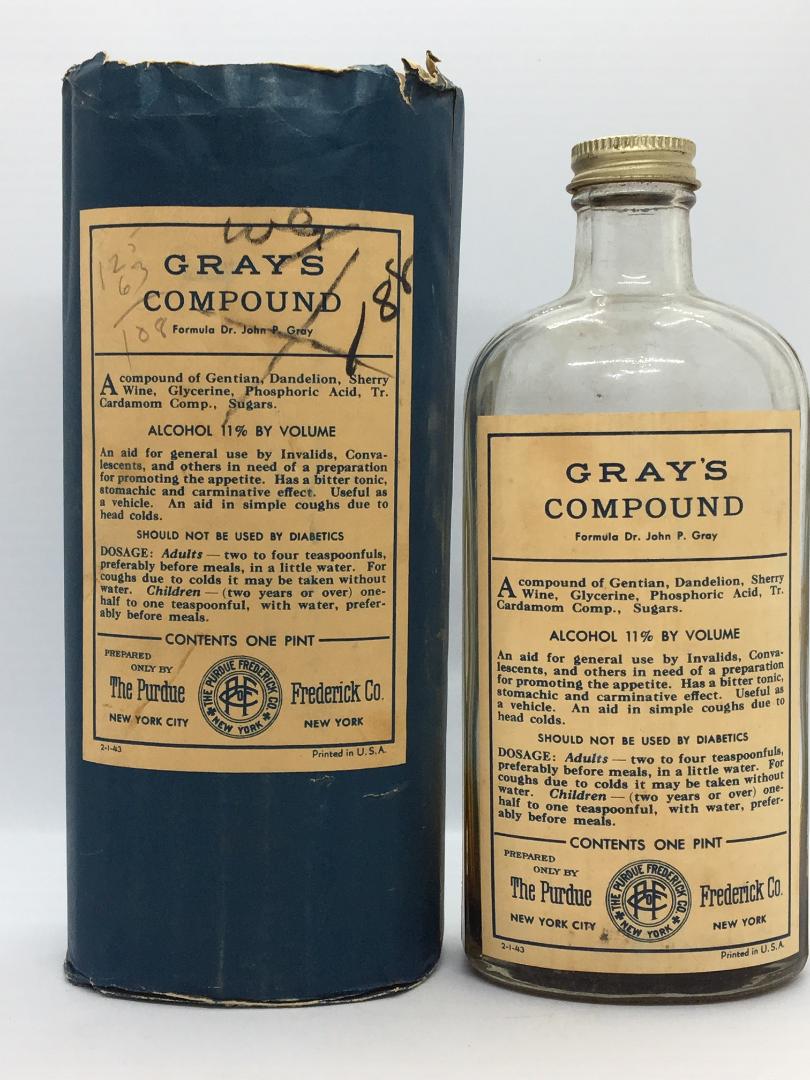 GRAY'S
COMPOUND
Formula Dr. John P. Gray
188
123
63
108
A compound of Gentian, Dandelion, Sherry
Wine, Glycerine, Phosphoric Acid, Tr.
Cardamom Comp., Sugars.
ALCOHOL 11% BY VOLUME
An aid for general use by Invalids, Conva-
lescents, and others in need of a preparation
for promoting the appetite. Has a bitter tonic,
stomachic and carminative effect. Useful as
a vehicle. An aid in simple coughs due to
head colds.
SHOULD NOT BE USED BY DIABETICS
DOSAGE: Adults — two to four teaspoonfuls,
preferably before meals, in a little water. For
coughs due to colds it may be taken without
water. Children — (two years or over) one-
half to one teaspoonful, with water, prefer-
ably before meals.
CONTENTS ONE PINT
PREPARED
ONLY BY
The Purdue Frederick Co.
THE PURDUE FREDERICK CO.
NEW YORK
NEW YORK CITY NEW YORK
2-1-43 Printed in U.S.A.
GRAY'S
COMPOUND
Formula Dr. John P. Gray
A compound of Gentian, Dandelion, Sherry
Wine, Glycerine, Phosphoric Acid, Tr.
Cardamom Comp., Sugars.
ALCOHOL 11% BY VOLUME
An aid for general use by Invalids, Conva-
lescents, and others in need of a preparation
for promoting the appetite. Has a bitter tonic,
stomachic and carminative effect. Useful as
a vehicle. An aid in simple coughs due to
head colds.
SHOULD NOT BE USED BY DIABETICS
DOSAGE: Adults — two to four teaspoonfuls,
preferably before meals, in a little water. For
coughs due to colds it may be taken without
water. Children — (two years or over) one-
half to one teaspoonful, with water, prefer-
ably before meals.
CONTENTS ONE PINT
PREPARED
ONLY BY
The Purdue Frederick Co.
THE PURDUE FREDERICK CO.
NEW YORK
NEW YORK CITY NEW YORK
2-1-43 Printed in U.S.A.